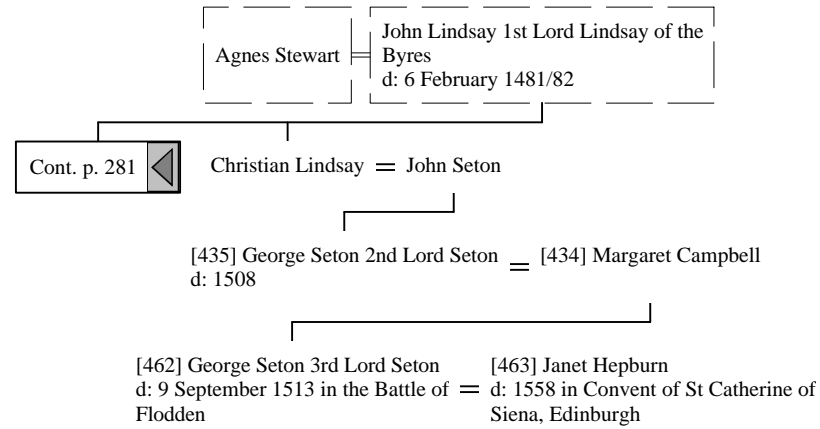 Agnes Stewart
John Lindsay 1st Lord Lindsay of the
Byres
d: 6 February 1481/82
Cont. p. 281
Christian Lindsay = John Seton
[435] George Seton 2nd Lord Seton
d: 1508
= [434] Margaret Campbell
[462] George Seton 3rd Lord Seton
d: 9 September 1513 in the Battle of
Flodden
=
[463] Janet Hepburn
d: 1558 in Convent of St Catherine of
Siena, Edinburgh